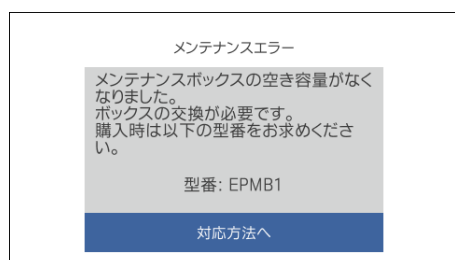 メンテナンスエラー
メンテナンスボックスの空き容量がなく
なりました。
ボックスの交換が必要です。
購入時は以下の型番をお求めくださ
い。
型番: EPMB1
対応方法へ